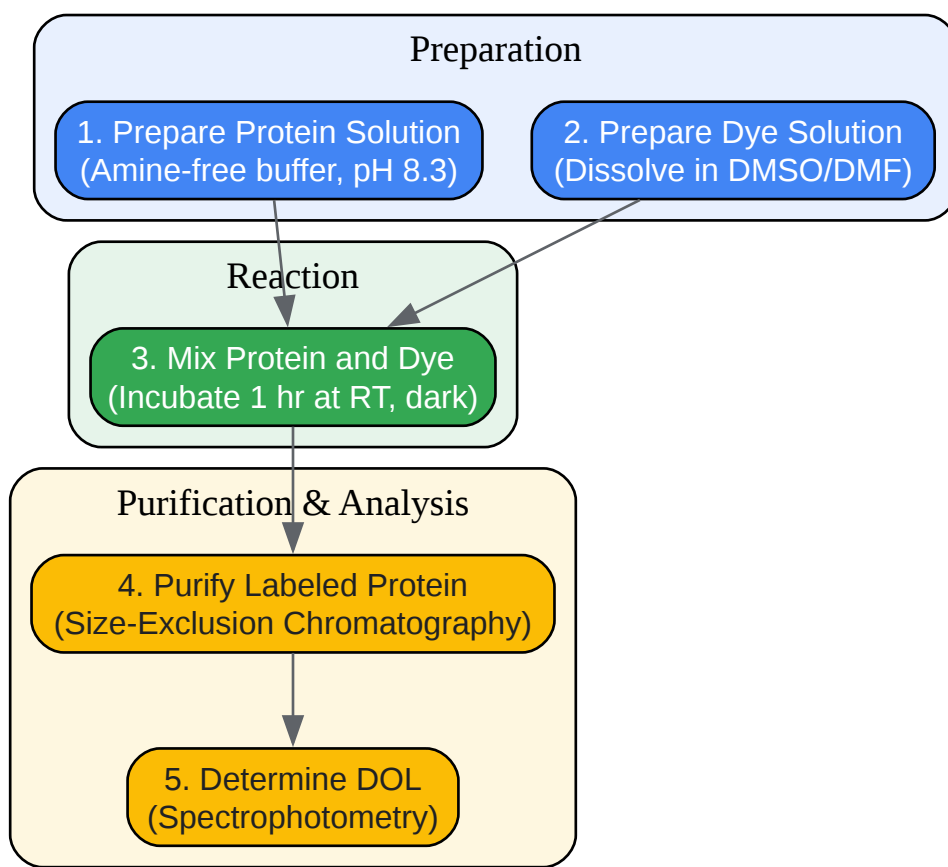 Preparation
1. Prepare Protein Solution
(Amine-free buffer, pH 8.3)
2. Prepare Dye Solution
(Dissolve in DMSO/DMF)
Reaction
3. Mix Protein and Dye
(Incubate 1 hr at RT, dark)
Purification & Analysis
4. Purify Labeled Protein
(Size-Exclusion Chromatography)
5. Determine DOL
(Spectrophotometry)